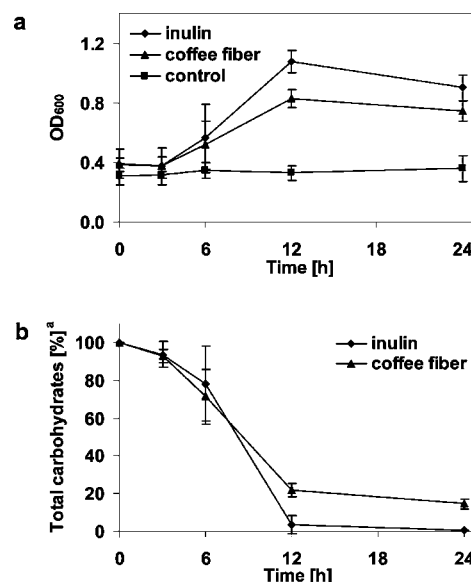 a
inulin
coffee fiber
control
OD600
1.2
0.8
0.4
0.0
0 6 12 18 24
Time [h]
b
inulin
coffee fiber
Total carbohydrates [%]a
100
80
60
40
20
0
0 6 12 18 24
Time [h]